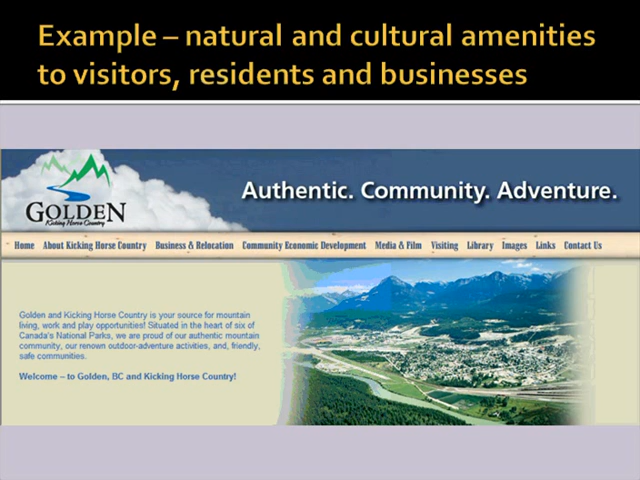 Example – natural and cultural amenities
to visitors, residents and businesses
GOLDEN
Kicking Horse Country
Authentic. Community. Adventure.
Home About Kicking Horse Country Business & Relocation Community Economic Development Media & Film Visiting Library Images Links Contact Us
Golden and Kicking Horse Country is your source for mountain
living, work and play opportunities! Situated in the heart of six of
Canada's National Parks, we are proud of our authentic mountain
community, our renown outdoor-adventure activities, and, friendly,
safe communities.
Welcome – to Golden, BC and Kicking Horse Country!